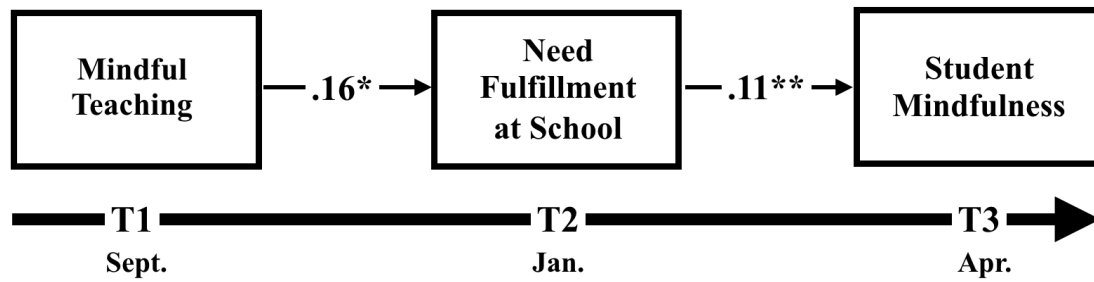 Mindful
Teaching
.16*
Need
Fulfillment
at School
.11**
Student
Mindfulness
T1
T2
T3
Sept.
Jan.
Apr.